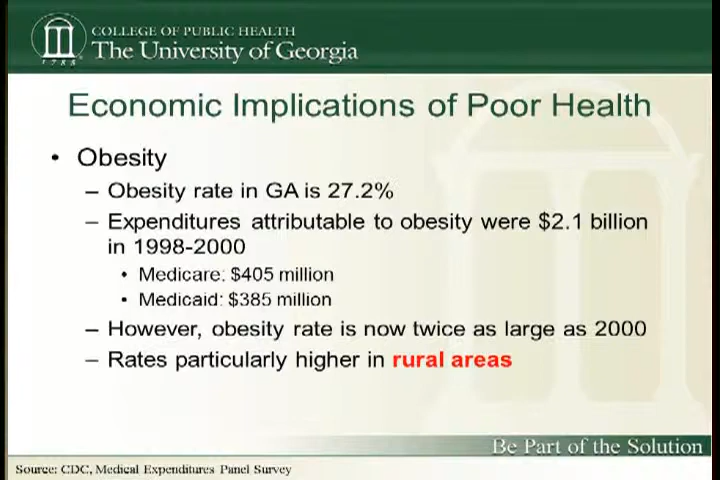 COLLEGE OF PUBLIC HEALTH
The University of Georgia
1785
Economic Implications of Poor Health
• Obesity
– Obesity rate in GA is 27.2%
– Expenditures attributable to obesity were $2.1 billion
in 1998-2000
• Medicare: $405 million
• Medicaid: $385 million
– However, obesity rate is now twice as large as 2000
– Rates particularly higher in rural areas
Be Part of the Solution
Source: CDC, Medical Expenditures Panel Survey